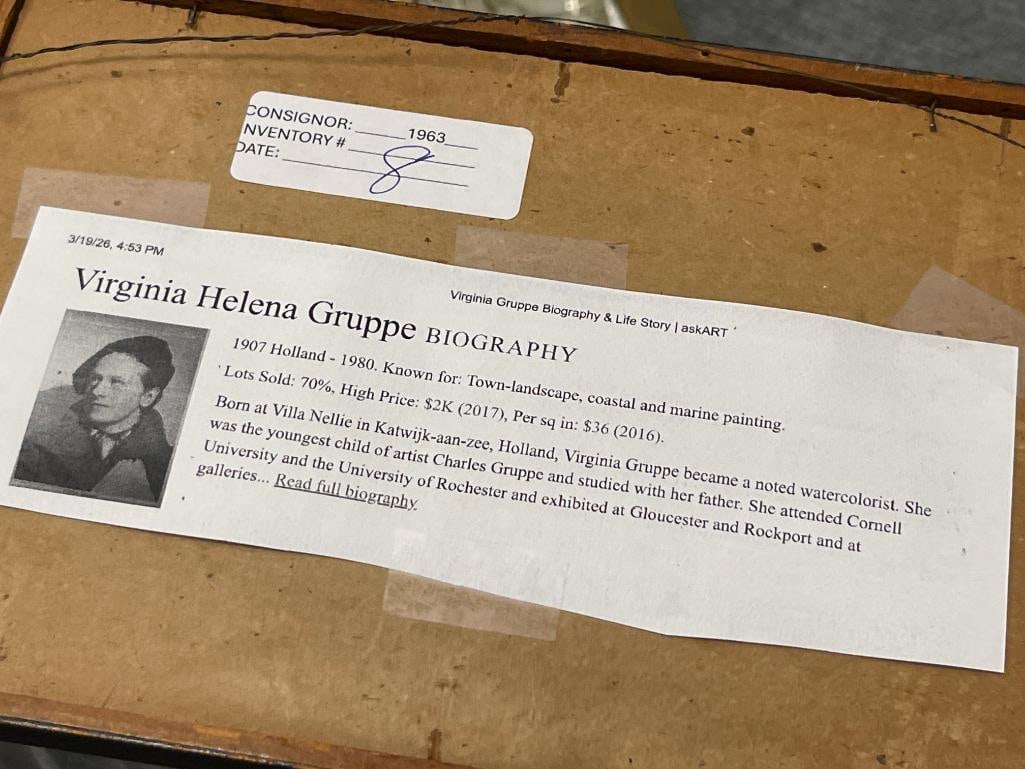 CONSIGNOR: ______1963____
NVENTORY #
DATE: 8
3/19/26, 4:53 PM
Virginia Gruppe Biography & Life Story | askART
Virginia Helena Gruppe BIOGRAPHY
1907 Holland - 1980. Known for: Town-landscape, coastal and marine painting.
Lots Sold: 70%, High Price: $2K (2017), Per sq in: $36 (2016).
Born at Villa Nellie in Katwijk-aan-zee, Holland, Virginia Gruppe became a noted watercolorist. She
was the youngest child of artist Charles Gruppe and studied with her father. She attended Cornell
University and the University of Rochester and exhibited at Gloucester and Rockport and at
galleries... Read full biography